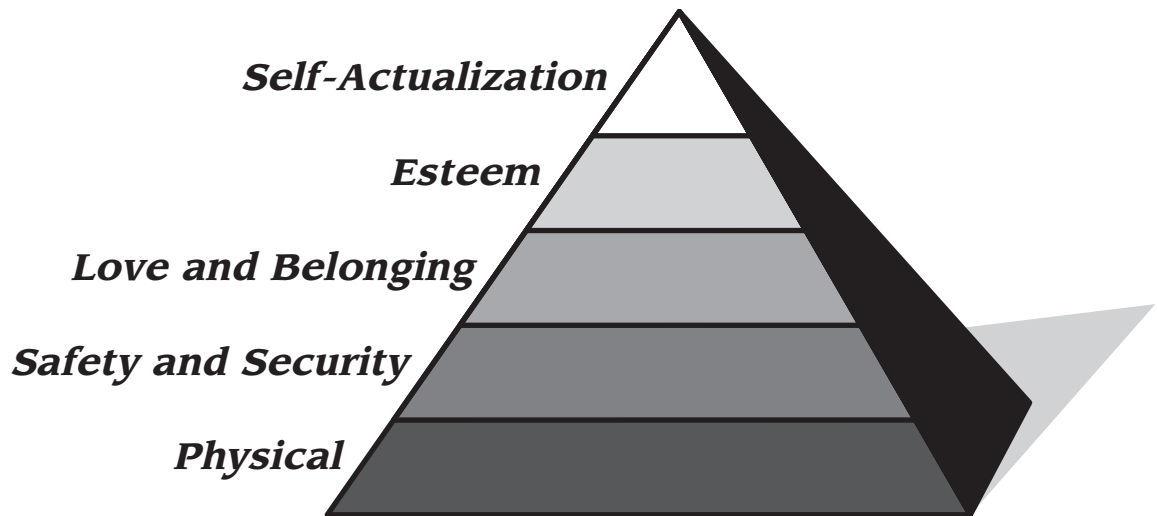 Self-Actualization
Esteem
Love and Belonging
Safety and Security
Physical